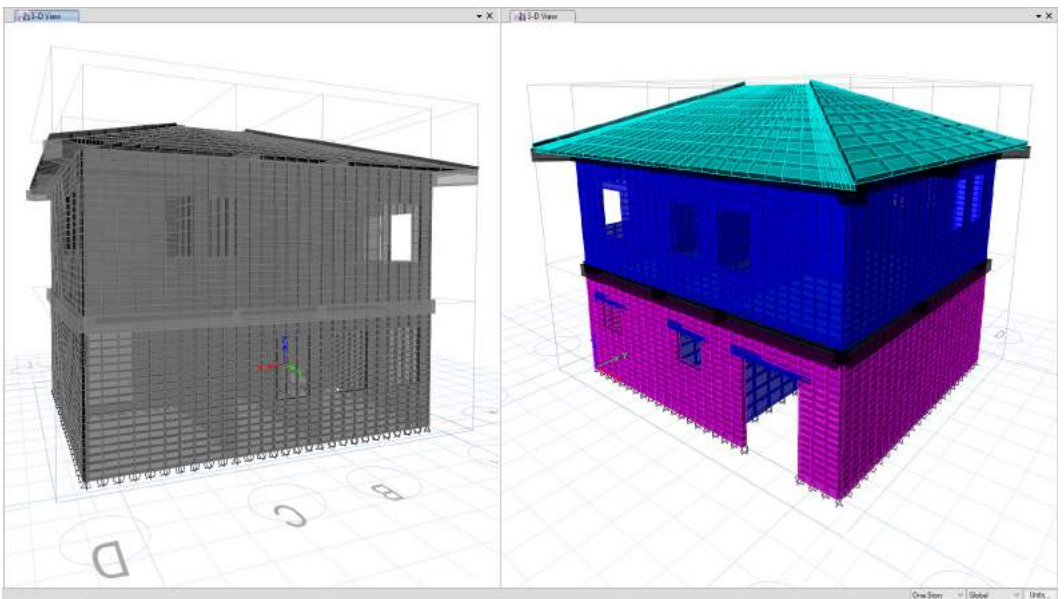 3-D View
3-D View
D
C
B
Y
One Story
Global
Units...